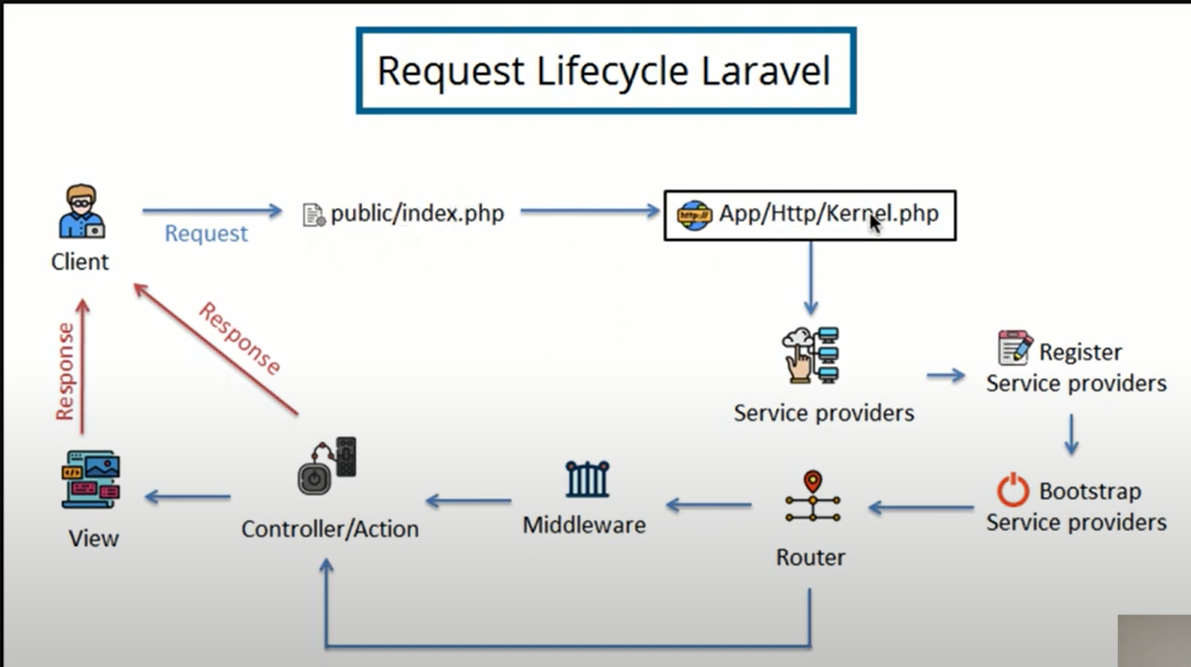 Request Lifecycle Laravel
Client
Request
public/index.php
http://
App/Http/Kernel.php
Service providers
Register
Service providers
Bootstrap
Service providers
Router
Middleware
Controller/Action
View
Response
Response